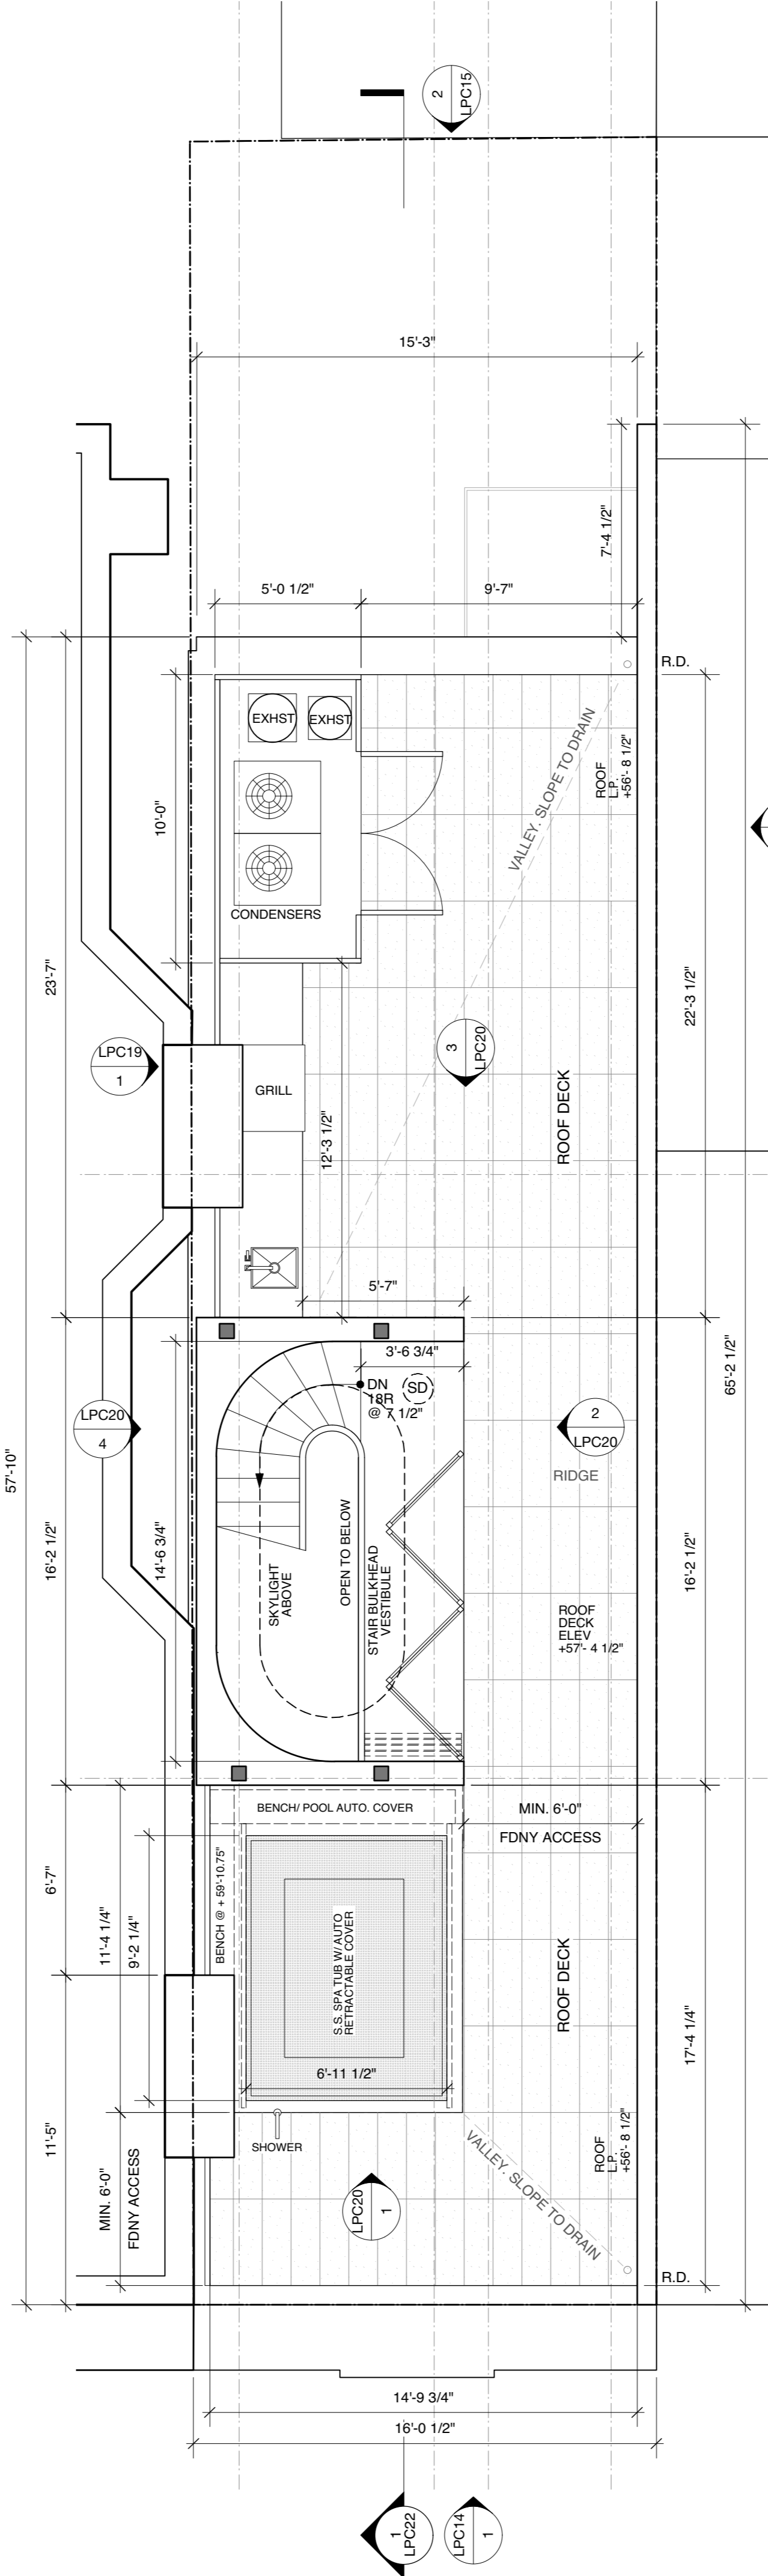 2
LPC15
15'-3"
7'-4 1/2"
5'-0 1/2"
9'-7"
R.D.
EXHST
EXHST
VALLEY. SLOPE TO DRAIN
ROOF
L.P.
+56'- 8 1/2"
10'-0"
CONDENSERS
23'-7"
22'-3 1/2"
LPC19
1
3
LPC20
GRILL
12'-3 1/2"
ROOF DECK
5'-7"
3'-6 3/4"
DN
18R
@ 7 1/2"
SD
65'-2 1/2"
LPC20
4
2
LPC20
RIDGE
57'-10"
16'-2 1/2"
14'-6 3/4"
SKYLIGHT
ABOVE
OPEN TO BELOW
STAIR BULKHEAD
VESTIBULE
16'-2 1/2"
ROOF
DECK
ELEV
+57'- 4 1/2"
BENCH/ POOL AUTO. COVER
MIN. 6'-0"
FDNY ACCESS
6'-7"
11'-4 1/4"
9'-2 1/4"
BENCH @ + 59'-10.75"
S.S. SPA TUB W/ AUTO
RETRACTABLE COVER
ROOF DECK
17'-4 1/4"
6'-11 1/2"
SHOWER
11'-5"
MIN. 6'-0"
FDNY ACCESS
LPC20
1
VALLEY. SLOPE TO DRAIN
ROOF
L.P.
+56'- 8 1/2"
R.D.
14'-9 3/4"
16'-0 1/2"
1
LPC22
LPC14
1